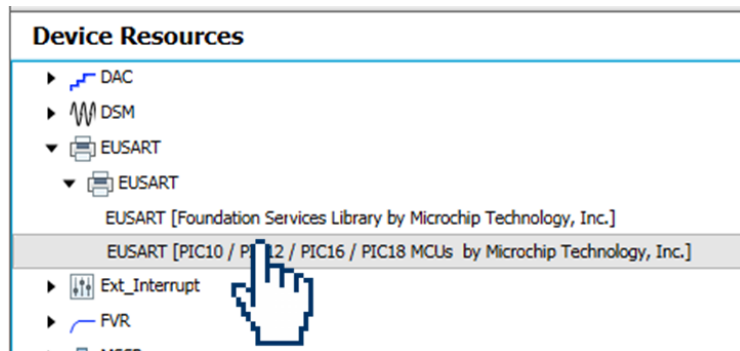 Device Resources
DAC
DSM
EUSART
EUSART
EUSART [Foundation Services Library by Microchip Technology, Inc.]
EUSART [PIC10 / PIC12 / PIC16 / PIC18 MCUs by Microchip Technology, Inc.]
Ext_Interrupt
FVR